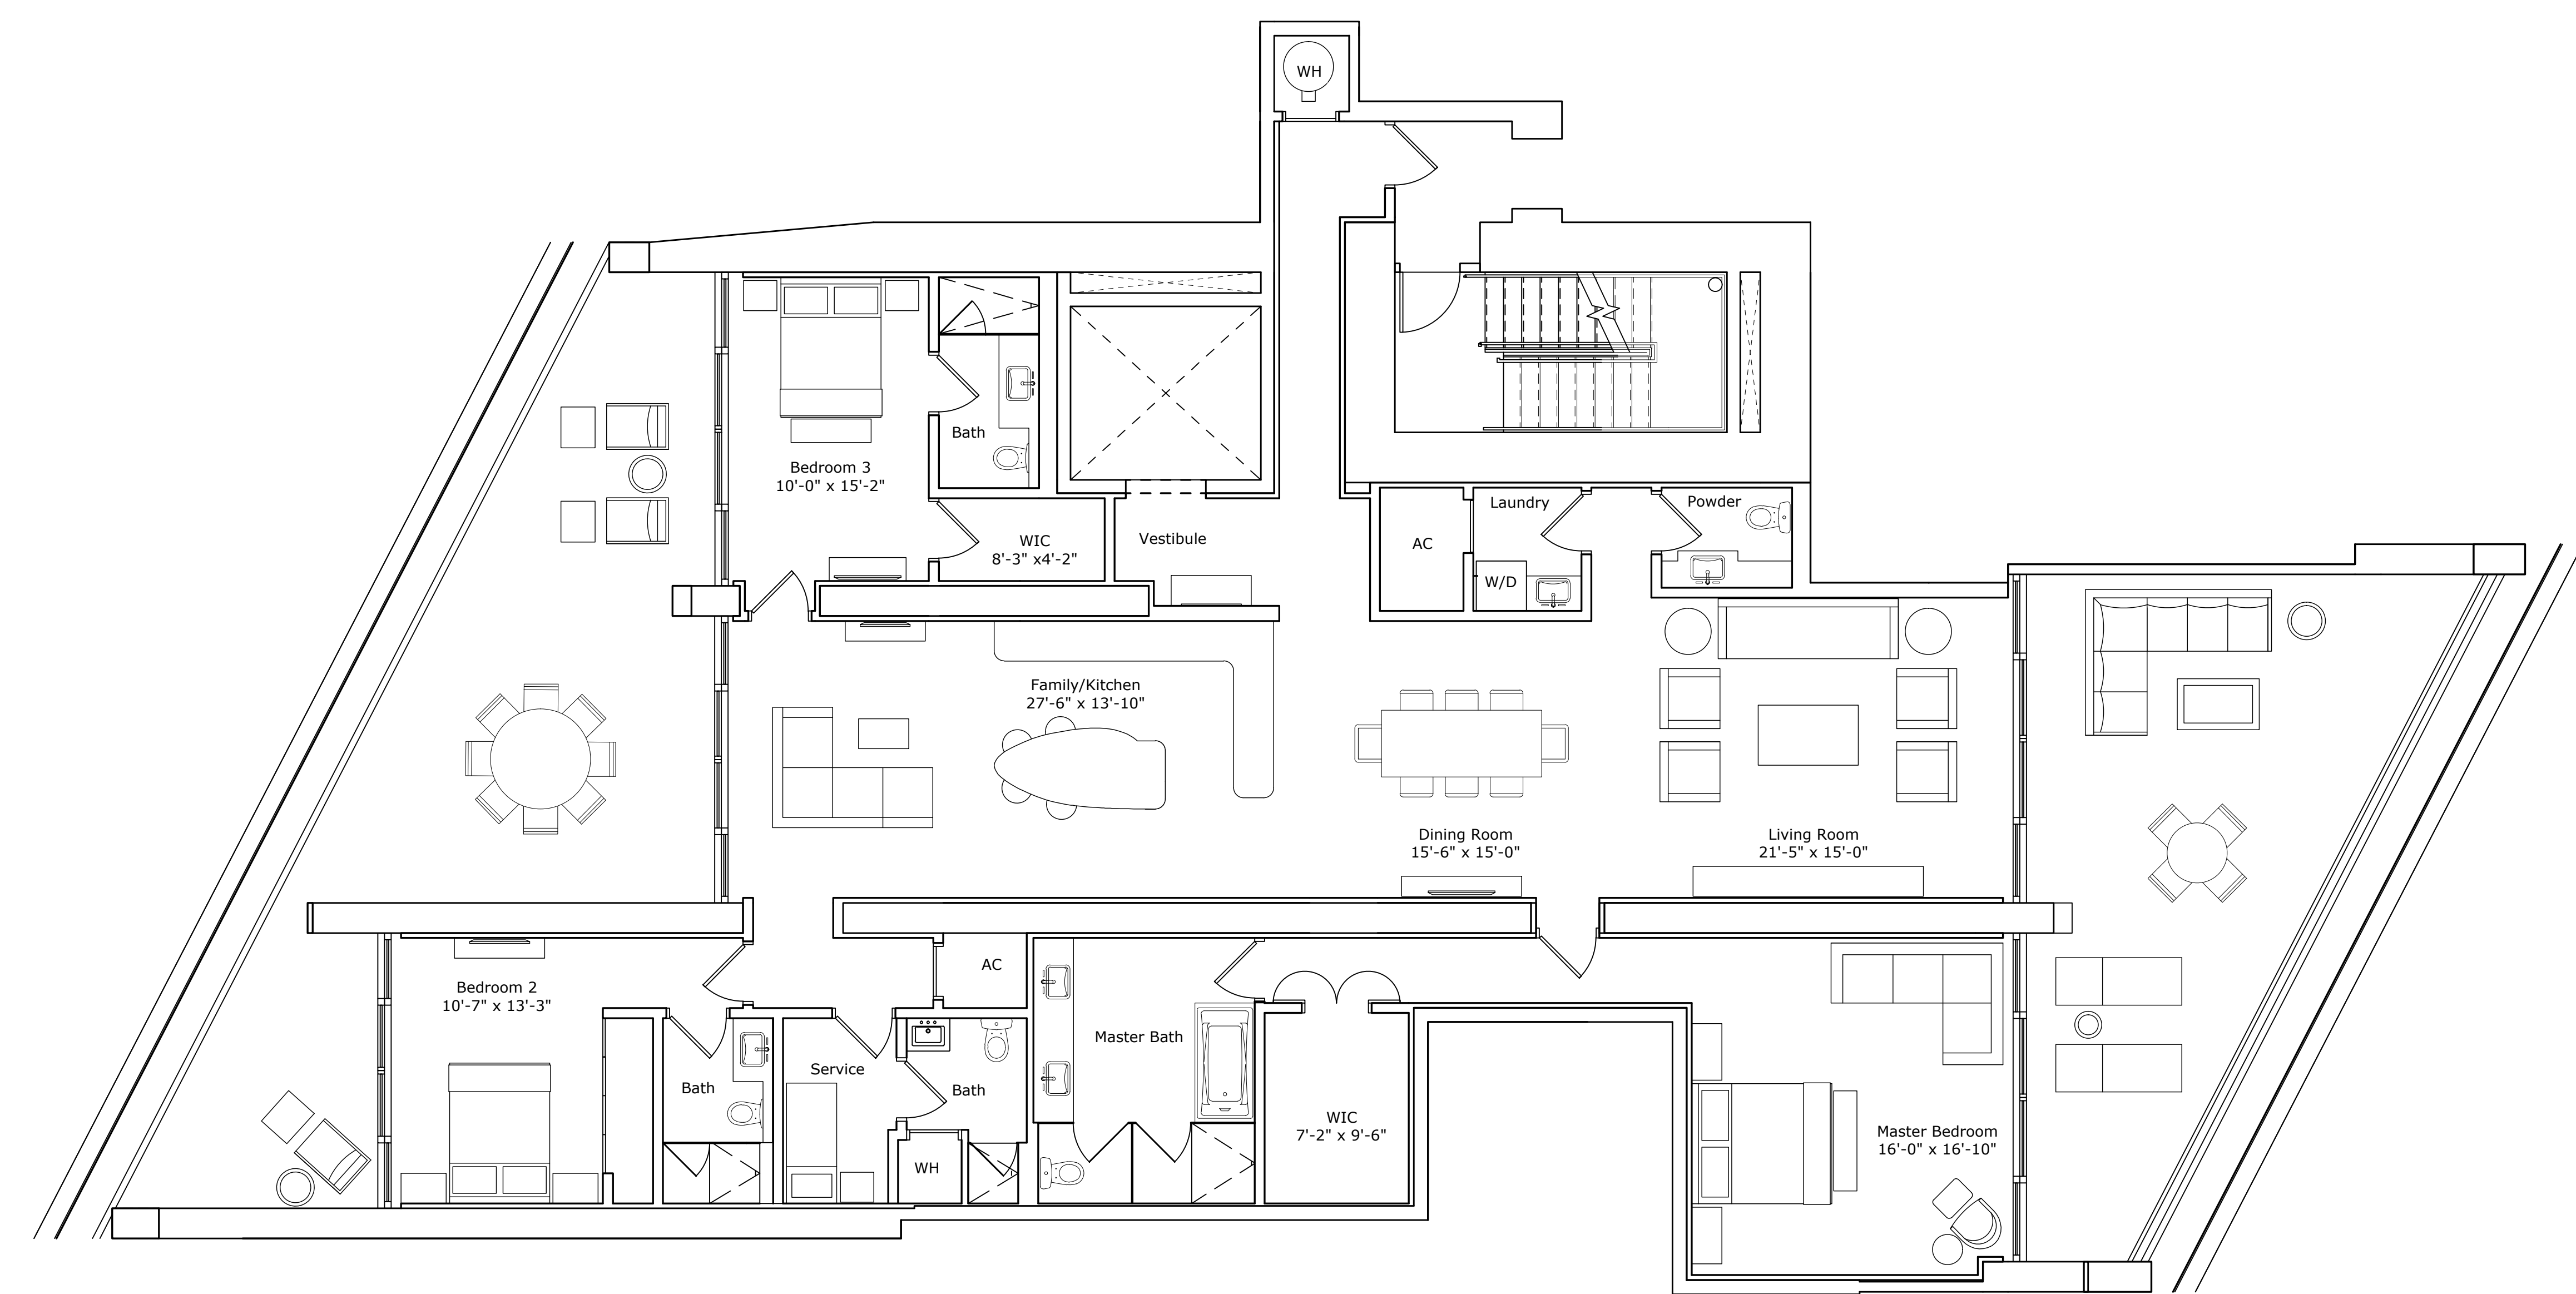 WH
Bath
Bedroom 3
10'-0" x 15'-2"
WIC
8'-3" x4'-2"
Vestibule
AC
Laundry
W/D
Powder
Family/Kitchen
27'-6" x 13'-10"
Dining Room
15'-6" x 15'-0"
Living Room
21'-5" x 15'-0"
Bedroom 2
10'-7" x 13'-3"
AC
Bath
Service
Bath
WH
Master Bath
WIC
7'-2" x 9'-6"
Master Bedroom
16'-0" x 16'-10"